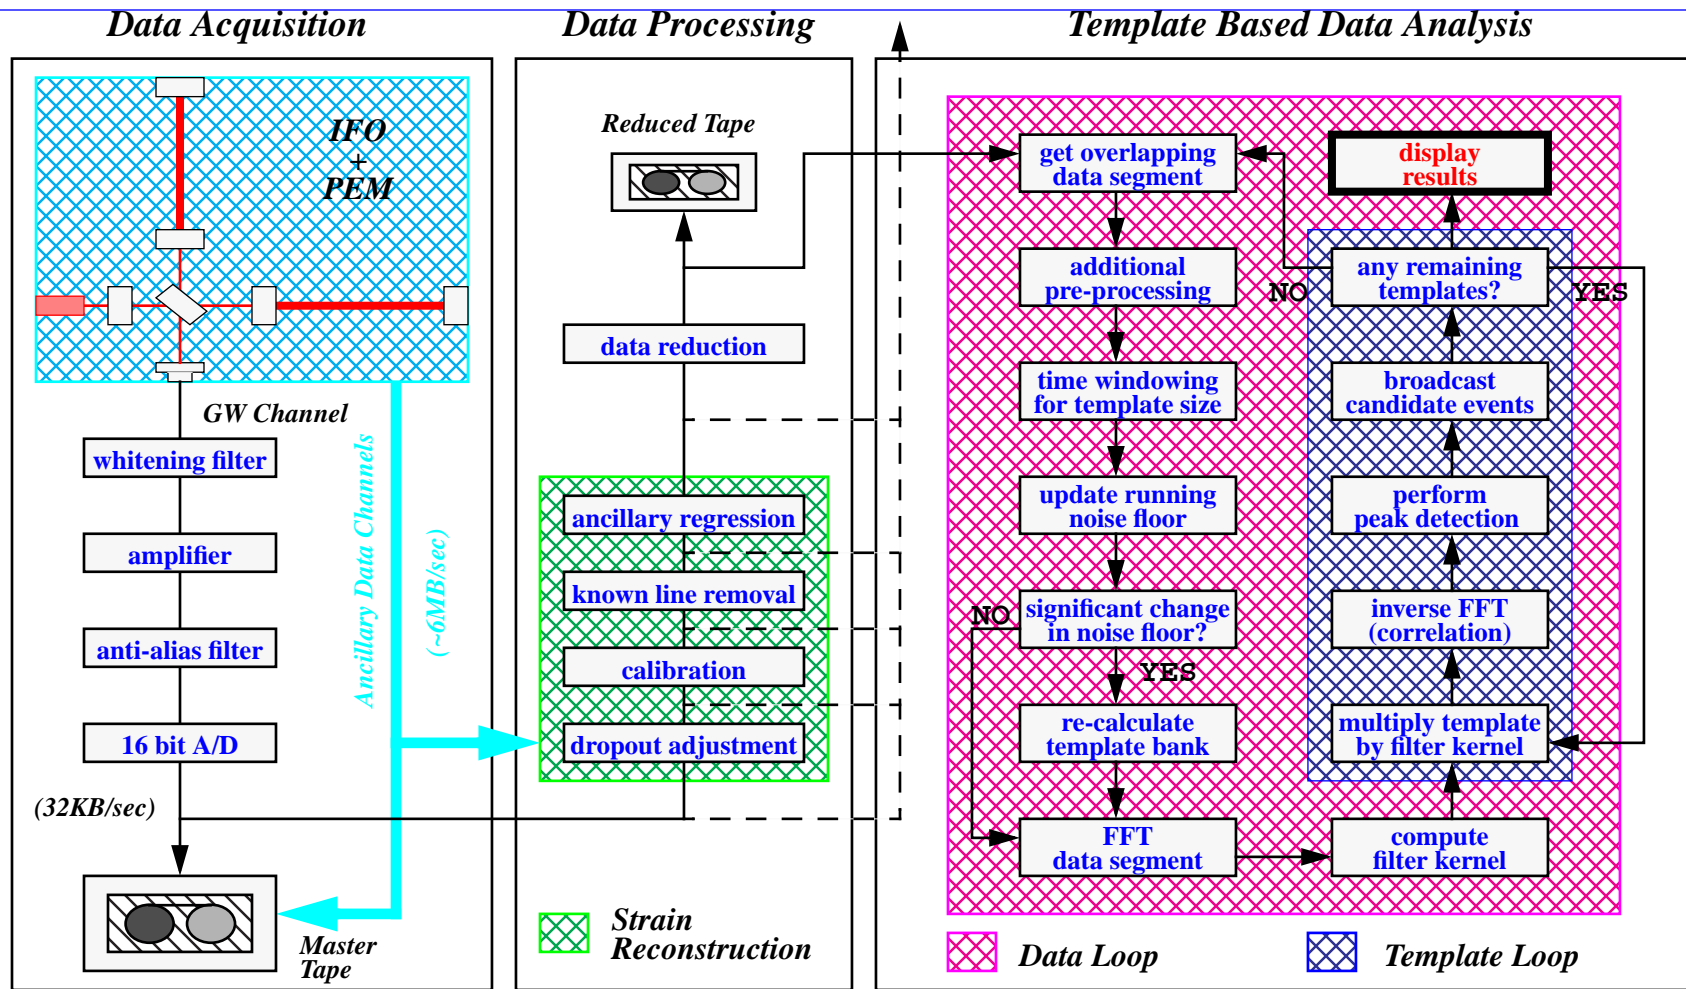 Data Acquisition
Data Processing
Template Based Data Analysis
IFO
+
PEM
GW Channel
whitening filter
amplifier
anti-alias filter
16 bit A/D
(32KB/sec)
Master
Tape
Ancillary Data Channels
(~6MB/sec)
Reduced Tape
data reduction
ancillary regression
known line removal
calibration
dropout adjustment
Strain
Reconstruction
get overlapping
data segment
additional
pre-processing
time windowing
for template size
update running
noise floor
significant change
in noise floor?
NO
YES
re-calculate
template bank
FFT
data segment
display
results
any remaining
templates?
NO
YES
broadcast
candidate events
perform
peak detection
inverse FFT
(correlation)
multiply template
by filter kernel
compute
filter kernel
Data Loop
Template Loop